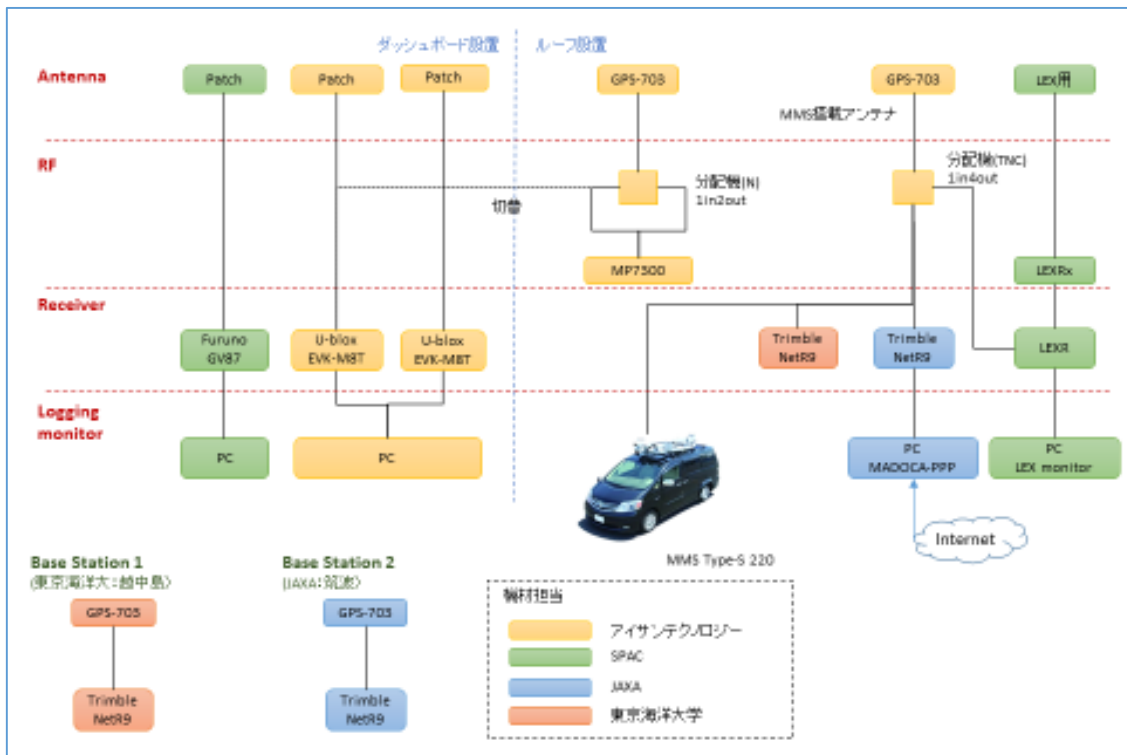 ダッシュボード設置
ルーフ設置
Antenna
Patch
Patch
Patch
GPS-703
GPS-703
LEX用
MMS搭載アンテナ
RF
分配機(N)
1in2out
分配機(TNC)
1in4out
切替
MP7500
LEXRx
Receiver
Furuno
GV87
U-blox
EVK-M8T
U-blox
EVK-M8T
Trimble
NetR9
Trimble
NetR9
LEXR
Logging
monitor
PC
PC
PC
MADOCA-PPP
PC
LEX monitor
Internet
MMS Type-S 220
Base Station 1
(東京海洋大:越中島)
GPS-703
Trimble
NetR9
Base Station 2
(JAXA:筑波)
GPS-703
Trimble
NetR9
機材担当
アイサンテクノロジー
SPAC
JAXA
東京海洋大学